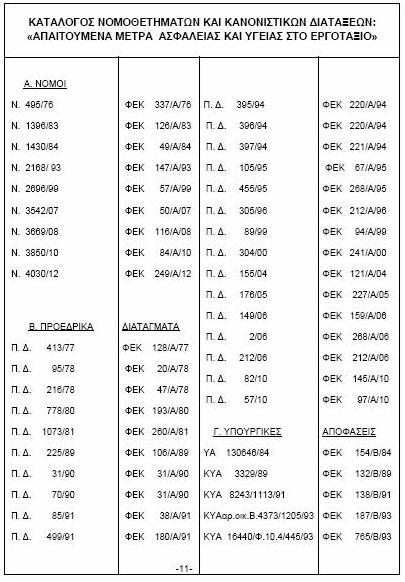 ΚΑΤΑΛΟΓΟΣ ΝΟΜΟΘΕΤΗΜΑΤΩΝ ΚΑΙ ΚΑΝΟΝΙΣΤΙΚΩΝ ΔΙΑΤΑΞΕΩΝ:
«ΑΠΑΙΤΟΥΜΕΝΑ ΜΕΤΡΑ ΑΣΦΑΛΕΙΑΣ ΚΑΙ ΥΓΕΙΑΣ ΣΤΟ ΕΡΓΟΤΑΞΙΟ»
Α. ΝΟΜΟΙ
Ν. 495/76 ΦΕΚ 337/Α/76
Ν. 1396/83 ΦΕΚ 126/Α/83
Ν. 1430/84 ΦΕΚ 49/Α/84
Ν. 2168/ 93 ΦΕΚ 147/Α/93
Ν. 2696/99 ΦΕΚ 57/Α/99
Ν. 3542/07 ΦΕΚ 50/Α/07
Ν. 3669/08 ΦΕΚ 116/Α/08
Ν. 3850/10 ΦΕΚ 84/Α/10
Ν. 4030/12 ΦΕΚ 249/Α/12
Β. ΠΡΟΕΔΡΙΚΑ ΔΙΑΤΑΓΜΑΤΑ
Π. Δ. 413/77 ΦΕΚ 128/Α/77
Π. Δ. 95/78 ΦΕΚ 20/Α/78
Π. Δ. 216/78 ΦΕΚ 47/Α/78
Π. Δ. 778/80 ΦΕΚ 193/Α/80
Π. Δ. 1073/81 ΦΕΚ 260/Α/81
Π. Δ. 225/89 ΦΕΚ 106/Α/89
Π. Δ. 31/90 ΦΕΚ 31/Α/90
Π. Δ. 70/90 ΦΕΚ 31/Α/90
Π. Δ. 85/91 ΦΕΚ 38/Α/91
Π. Δ. 499/91 ΦΕΚ 180/Α/91
Π. Δ. 395/94 ΦΕΚ 220/Α/94
Π. Δ. 396/94 ΦΕΚ 220/Α/94
Π. Δ. 397/94 ΦΕΚ 221/Α/94
Π. Δ. 105/95 ΦΕΚ 67/Α/95
Π. Δ. 455/95 ΦΕΚ 268/Α/95
Π. Δ. 305/96 ΦΕΚ 212/Α/96
Π. Δ. 89/99 ΦΕΚ 94/Α/99
Π. Δ. 304/00 ΦΕΚ 241/Α/00
Π. Δ. 155/04 ΦΕΚ 121/Α/04
Π. Δ. 176/05 ΦΕΚ 227/Α/05
Π. Δ. 149/06 ΦΕΚ 159/Α/06
Π. Δ. 2/06 ΦΕΚ 268/Α/06
Π. Δ. 212/06 ΦΕΚ 212/Α/06
Π. Δ. 82/10 ΦΕΚ 145/Α/10
Π. Δ. 57/10 ΦΕΚ 97/Α/10
Γ. ΥΠΟΥΡΓΙΚΕΣ ΑΠΟΦΑΣΕΙΣ
ΥΑ 130646/84 ΦΕΚ 154/Β/84
ΚΥΑ 3329/89 ΦΕΚ 132/Β/89
ΚΥΑ 8243/1113/91 ΦΕΚ 138/Β/91
ΚΥΑαρ.οικ.Β.4373/1205/93 ΦΕΚ 187/Β/93
ΚΥΑ 16440/Φ.10.4/445/93 ΦΕΚ 765/Β/93
-11-